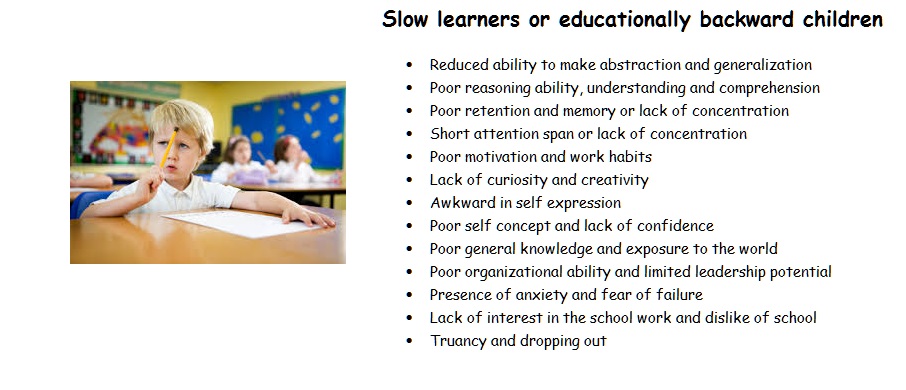 Slow learners or educationally backward children
• Reduced ability to make abstraction and generalization
• Poor reasoning ability, understanding and comprehension
• Poor retention and memory or lack of concentration
• Short attention span or lack of concentration
• Poor motivation and work habits
• Lack of curiosity and creativity
• Awkward in self expression
• Poor self concept and lack of confidence
• Poor general knowledge and exposure to the world
• Poor organizational ability and limited leadership potential
• Presence of anxiety and fear of failure
• Lack of interest in the school work and dislike of school
• Truancy and dropping out